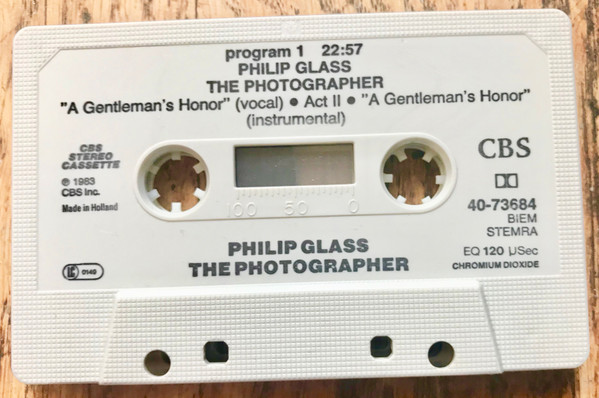 program 1 22:57
PHILIP GLASS
THE PHOTOGRAPHER
"A Gentleman's Honor" (vocal) • Act II • "A Gentleman's Honor"
(instrumental)
CBS
STEREO
CASSETTE
℗ 1983
CBS Inc.
Made in Holland
LC 0149
100 50 0
CBS
40-73684
BIEM
STEMRA
EQ 120 µSec
CHROMIUM DIOXIDE
PHILIP GLASS
THE PHOTOGRAPHER